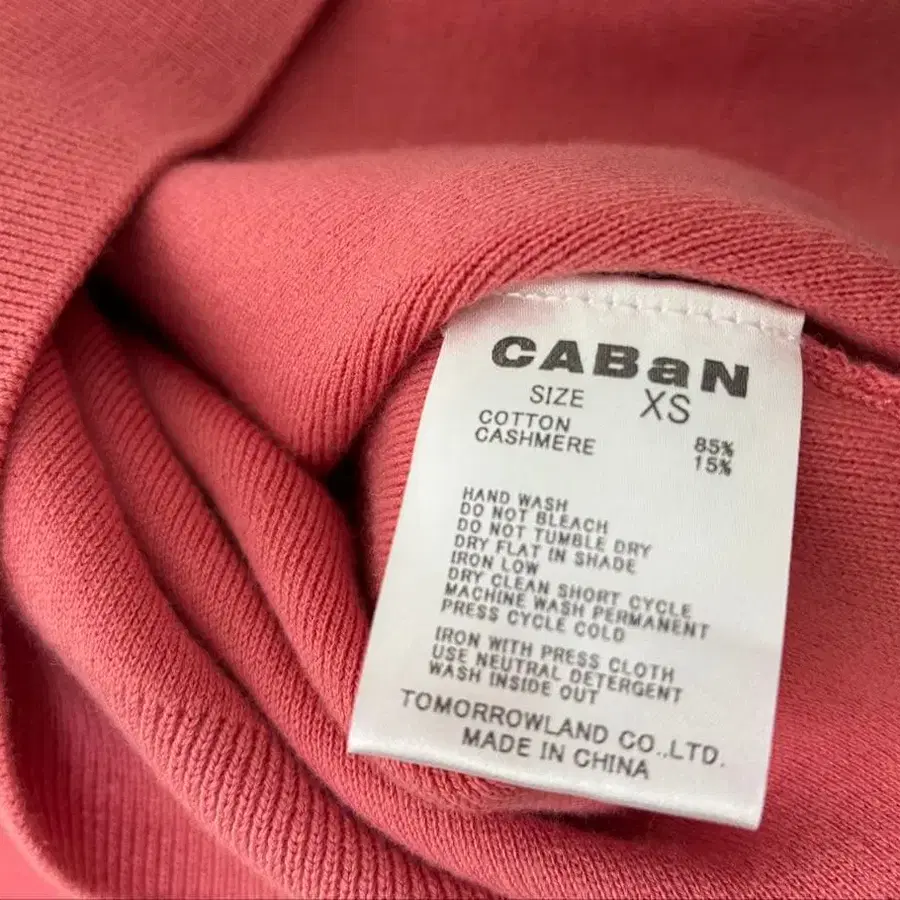 CABaN
SIZE XS
COTTON 85%
CASHMERE 15%
HAND WASH
DO NOT BLEACH
DO NOT TUMBLE DRY
DRY FLAT IN SHADE
IRON LOW
DRY CLEAN SHORT CYCLE
MACHINE WASH PERMANENT
PRESS CYCLE COLD
IRON WITH PRESS CLOTH
USE NEUTRAL DETERGENT
WASH INSIDE OUT
TOMORROWLAND CO.,LTD.
MADE IN CHINA